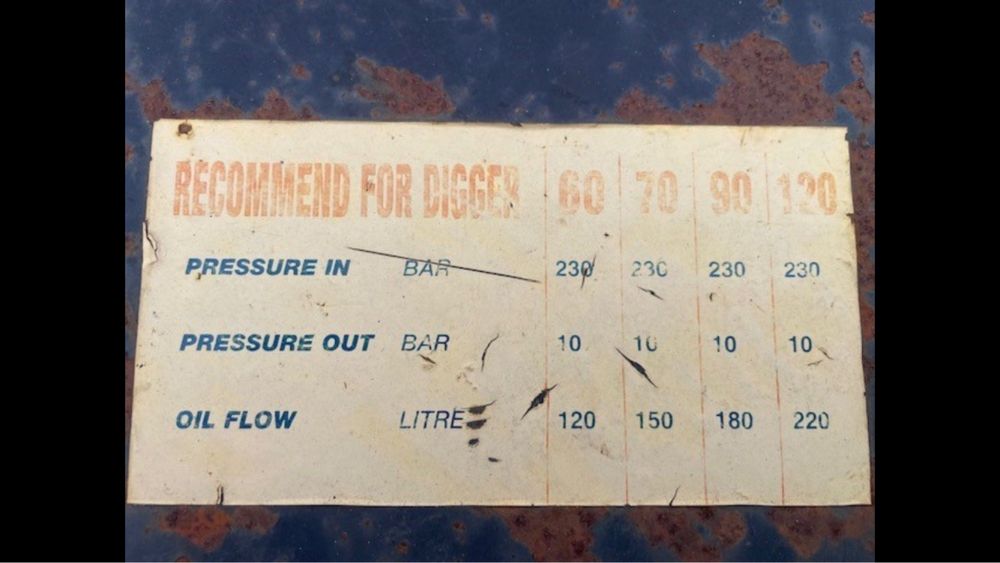 RECOMMEND FOR DIGGER 60 70 90 120
PRESSURE IN BAR 230 230 230 230
PRESSURE OUT BAR 10 10 10 10
OIL FLOW LITRE 120 150 180 220